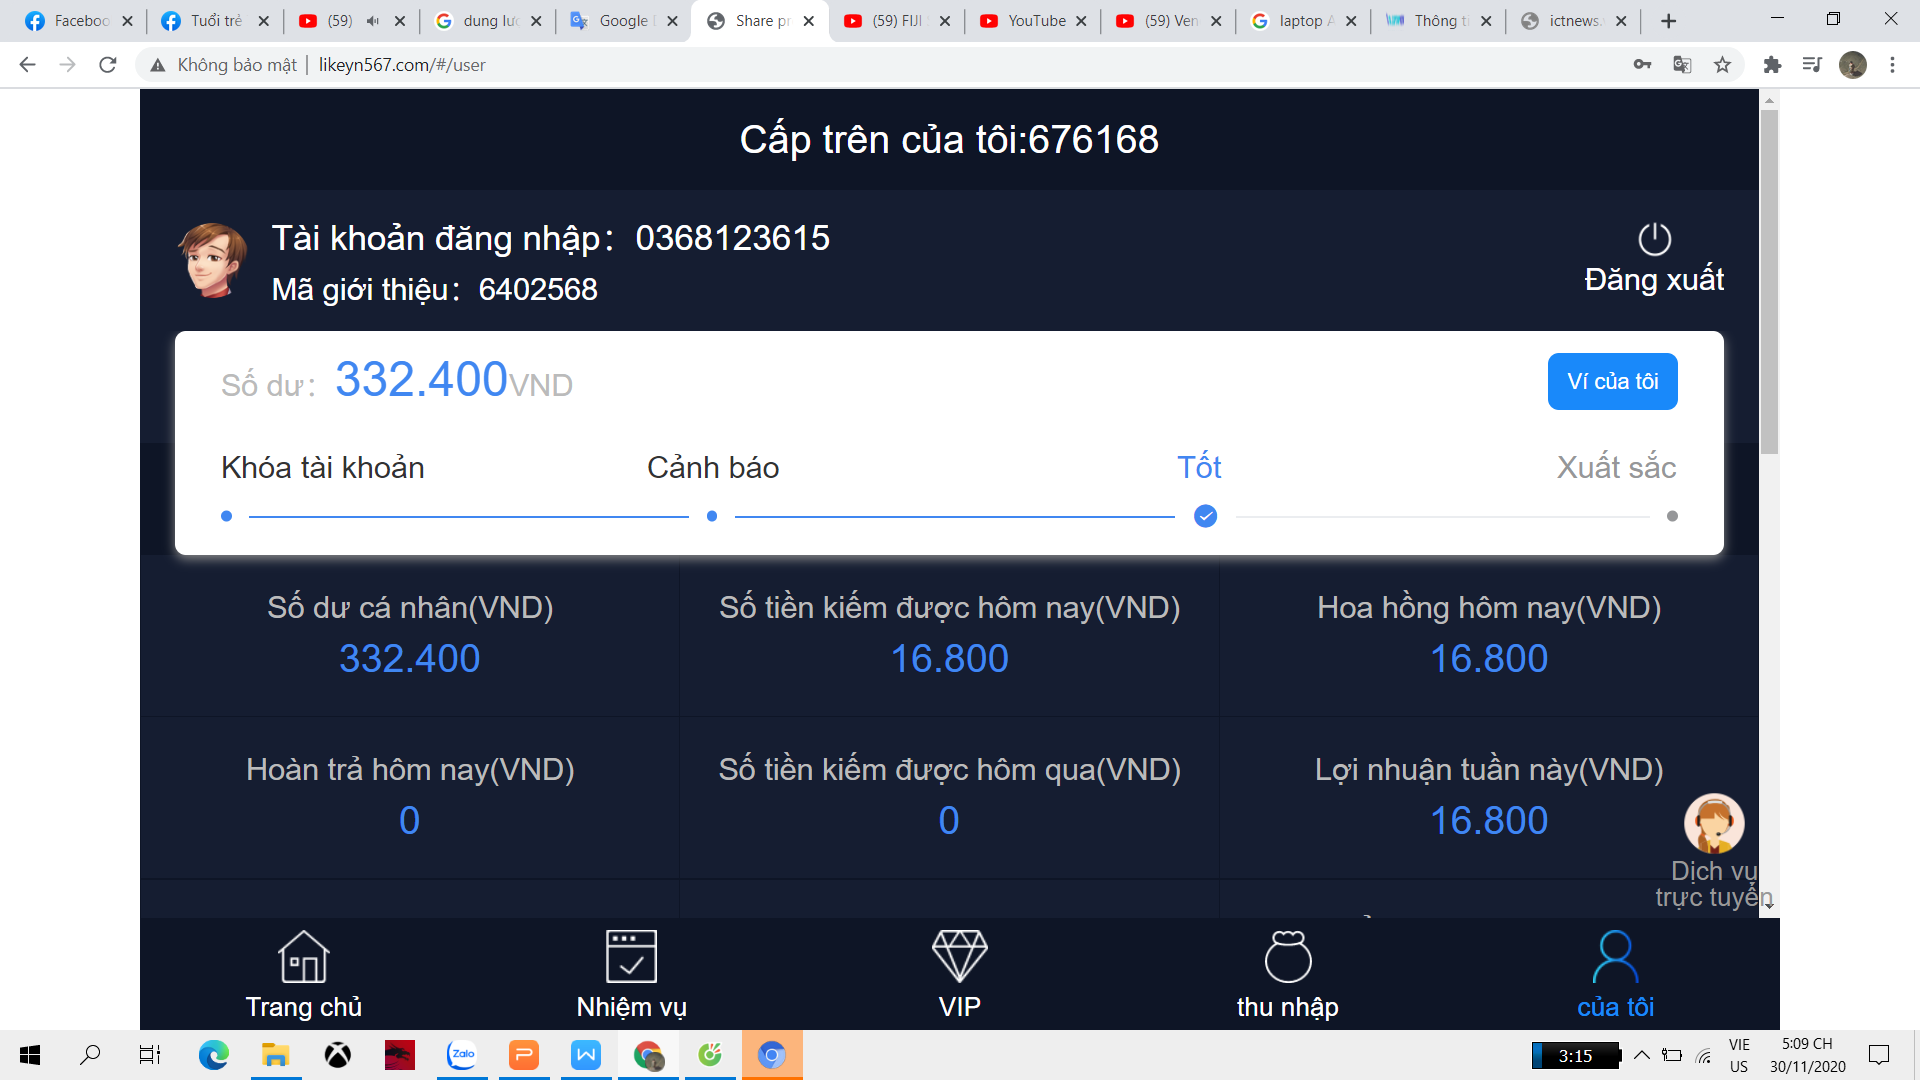 Faceboo
Tuổi trẻ
(59)
dung lưc
Google
Share pr
(59) FIJI
YouTube
(59) Ven
laptop A
Thông t
ictnews.
Không bảo mật
likeyn567.com/#/user
Cấp trên của tôi:676168
Tài khoản đăng nhập：0368123615
Mã giới thiệu：6402568
Đăng xuất
Số dư：332.400VND
Ví của tôi
Khóa tài khoản
Cảnh báo
Tốt
Xuất sắc
Số dư cá nhân(VND)
Số tiền kiếm được hôm nay(VND)
Hoa hồng hôm nay(VND)
332.400
16.800
16.800
Hoàn trả hôm nay(VND)
Số tiền kiếm được hôm qua(VND)
Lợi nhuận tuần này(VND)
0
0
16.800
Dịch vụ
trực tuyến
Trang chủ
Nhiệm vụ
VIP
thu nhập
của tôi
Zalo
3:15
VIE
US
5:09 CH
30/11/2020